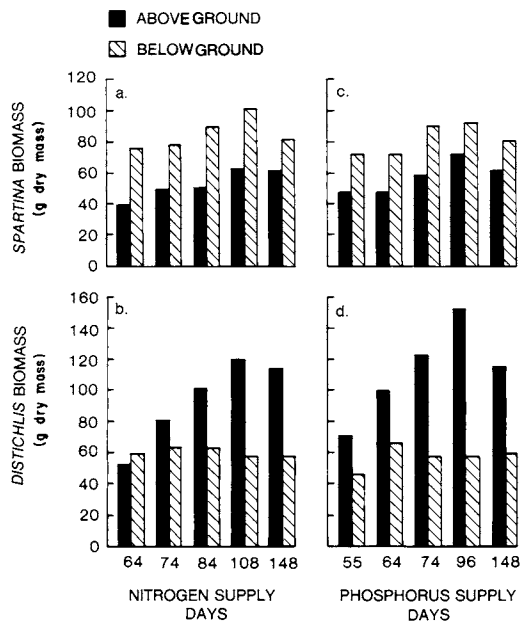 ABOVE GROUND
BELOW GROUND
SPARTINA BIOMASS
(g dry mass)
120
100
80
60
40
20
0
a.
c.
DISTICHLIS BIOMASS
(g dry mass)
160
140
120
100
80
60
40
20
0
b.
d.
64 74 84 108 148
55 64 74 96 148
NITROGEN SUPPLY
DAYS
PHOSPHORUS SUPPLY
DAYS